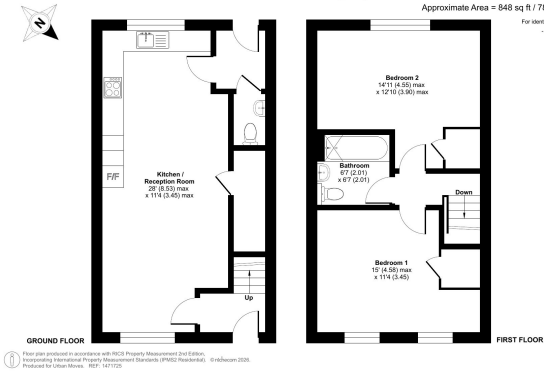 Approximate Area = 848 sq ft / 78
For ident
N
Bedroom 2
14'11 (4.55) max
x 12'10 (3.90) max
F/F
Kitchen /
Reception Room
28' (8.53) max
x 11'4 (3.45) max
Bathroom
6'7 (2.01)
x 6'7 (2.01)
Down
Bedroom 1
15' (4.58) max
x 11'4 (3.45)
Up
GROUND FLOOR
FIRST FLOOR
Floor plan produced in accordance with RICS Property Measurement 2nd Edition,
Incorporating International Property Measurement Standards (IPMS2 Residential). © nichecom 2026.
Produced for Urban Moves. REF: 1471725